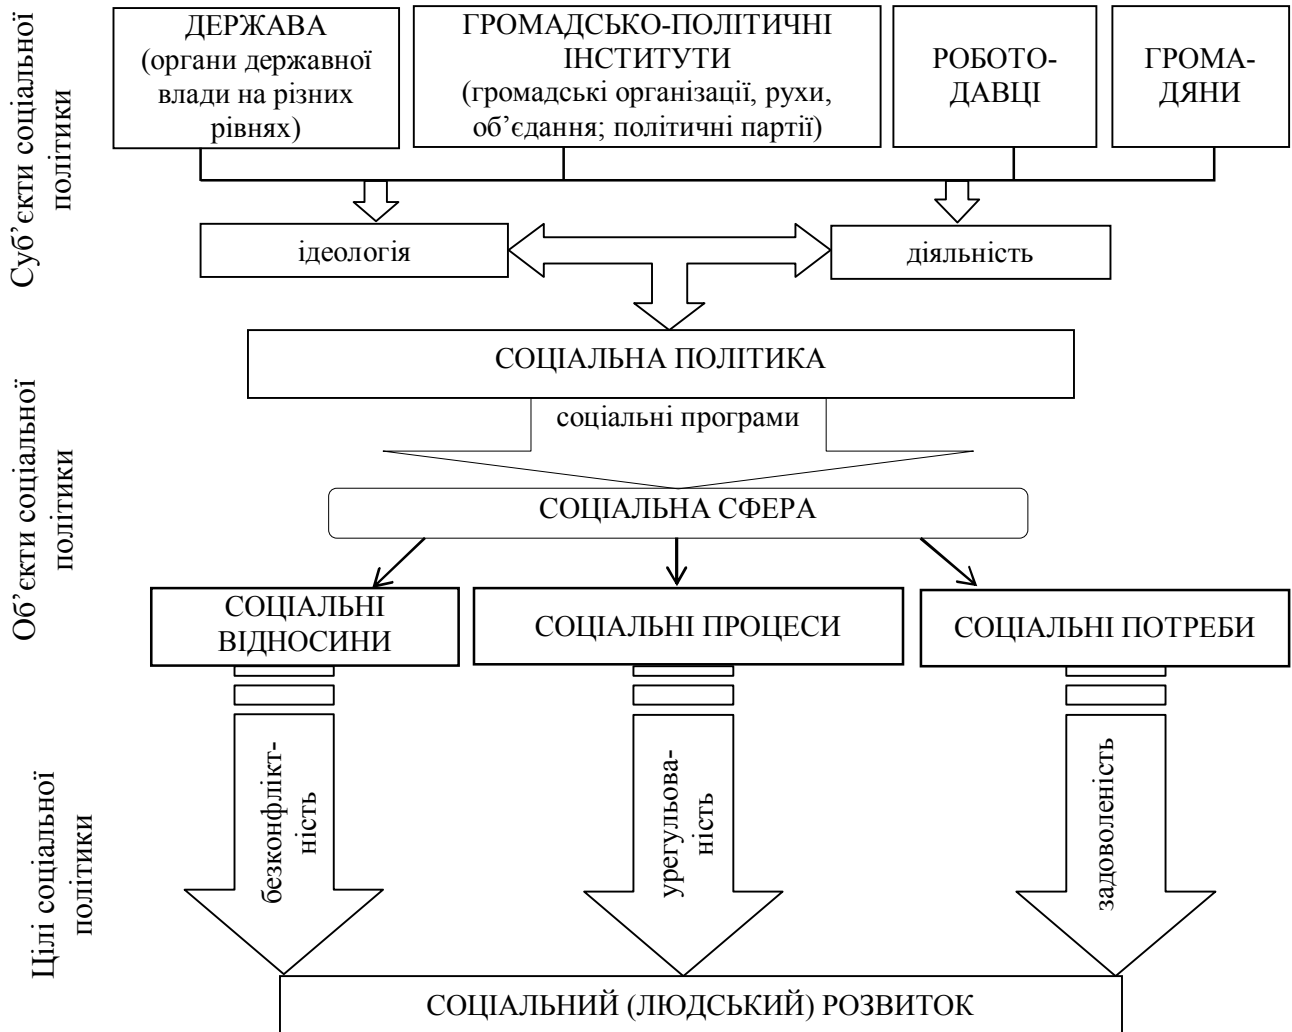 Суб’єкти соціальної
політики
ДЕРЖАВА
(органи державної
влади на різних
рівнях)
ГРОМАДСЬКО-ПОЛІТИЧНІ
ІНСТИТУТИ
(громадські організації, рухи,
об’єдання; політичні партії)
РОБОТО-
ДАВЦІ
ГРОМА-
ДЯНИ
ідеологія
діяльність
Об’єкти соціальної
політики
СОЦІАЛЬНА ПОЛІТИКА
соціальні програми
СОЦІАЛЬНА СФЕРА
СОЦІАЛЬНІ
ВІДНОСИНИ
СОЦІАЛЬНІ ПРОЦЕСИ
СОЦІАЛЬНІ ПОТРЕБИ
Цілі соціальної
політики
безконфлікт-
ність
урегульова-
ність
задоволеність
СОЦІАЛЬНИЙ (ЛЮДСЬКИЙ) РОЗВИТОК